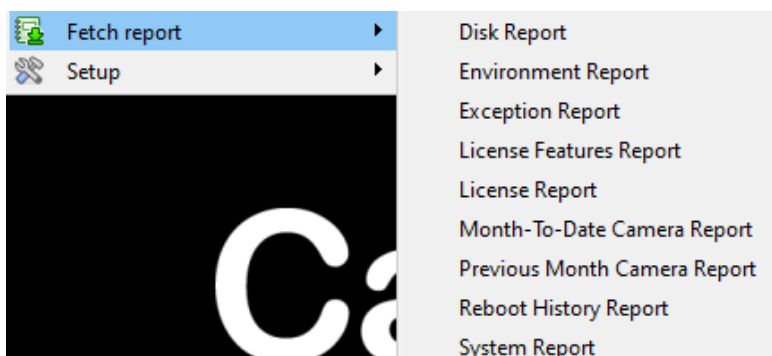 Fetch report
Setup
Disk Report
Environment Report
Exception Report
License Features Report
License Report
Month-To-Date Camera Report
Previous Month Camera Report
Reboot History Report
System Report
Ca